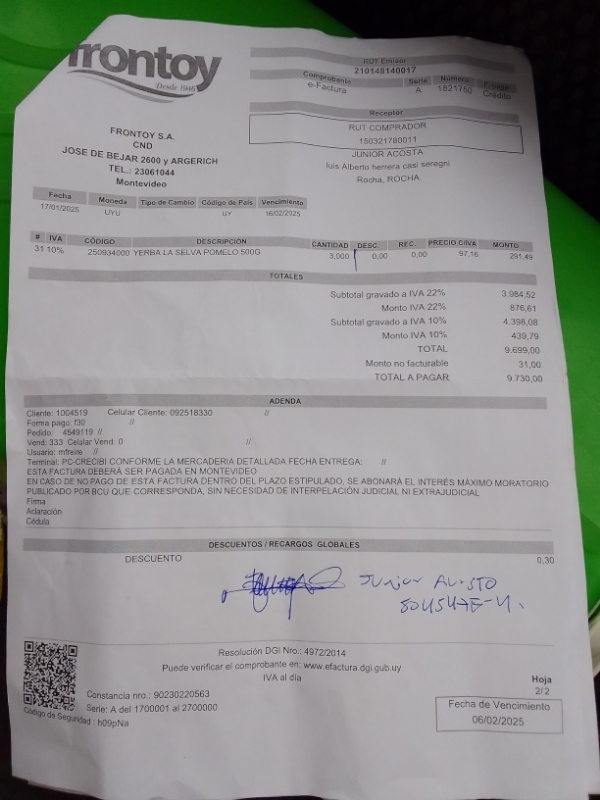 frontoy
Desde 1946
RUT Emisor
210148140017
Comprobante Serie Número F. pago
e-Factura A 1821750 Crédito
Receptor
RUT COMPRADOR
150321780011
JUNIOR ACOSTA
luis Alberto herrera casi seregni
Rocha, ROCHA
FRONTOY S.A.
CND
JOSE DE BEJAR 2600 y ARGERICH
TEL.: 23061044
Montevideo
Fecha Moneda Tipo de Cambio Código de País Vencimiento
17/01/2025 UYU UY 16/02/2025
# IVA CÓDIGO DESCRIPCIÓN CANTIDAD DESC. REC. PRECIO C/IVA MONTO
31 10% 250934000 YERBA LA SELVA POMELO 500G 3,000 0,00 0,00 97,16 291,49
TOTALES
Subtotal gravado a IVA 22% 3.984,52
Monto IVA 22% 876,61
Subtotal gravado a IVA 10% 4.398,08
Monto IVA 10% 439,79
TOTAL 9.699,00
Monto no facturable 31,00
TOTAL A PAGAR 9.730,00
ADENDA
Cliente: 1004519 Celular Cliente: 092518330 //
Forma pago: f30 //
Pedido: 4549119 //
Vend: 333 Celular Vend: 0 //
Usuario: mfreire //
Terminal: PC-CRECIBI CONFORME LA MERCADERIA DETALLADA FECHA ENTREGA: //
ESTA FACTURA DEBERÁ SER PAGADA EN MONTEVIDEO
EN CASO DE NO PAGO DE ESTA FACTURA DENTRO DEL PLAZO ESTIPULADO, SE ABONARÁ EL INTERÉS MÁXIMO MORATORIO
PUBLICADO POR BCU QUE CORRESPONDA, SIN NECESIDAD DE INTERPELACIÓN JUDICIAL NI EXTRAJUDICIAL
Firma
Aclaración
Cédula
DESCUENTOS / RECARGOS GLOBALES
DESCUENTO 0,30
Junior
Resolución DGI Nro.: 4972/2014
Puede verificar el comprobante en: www.efactura.dgi.gub.uy
IVA al día
Constancia nro.: 90230220563
Serie: A del 1700001 al 2700000
Código de Seguridad : h09pNa
Hoja
2/ 2
Fecha de Vencimiento
06/02/2025